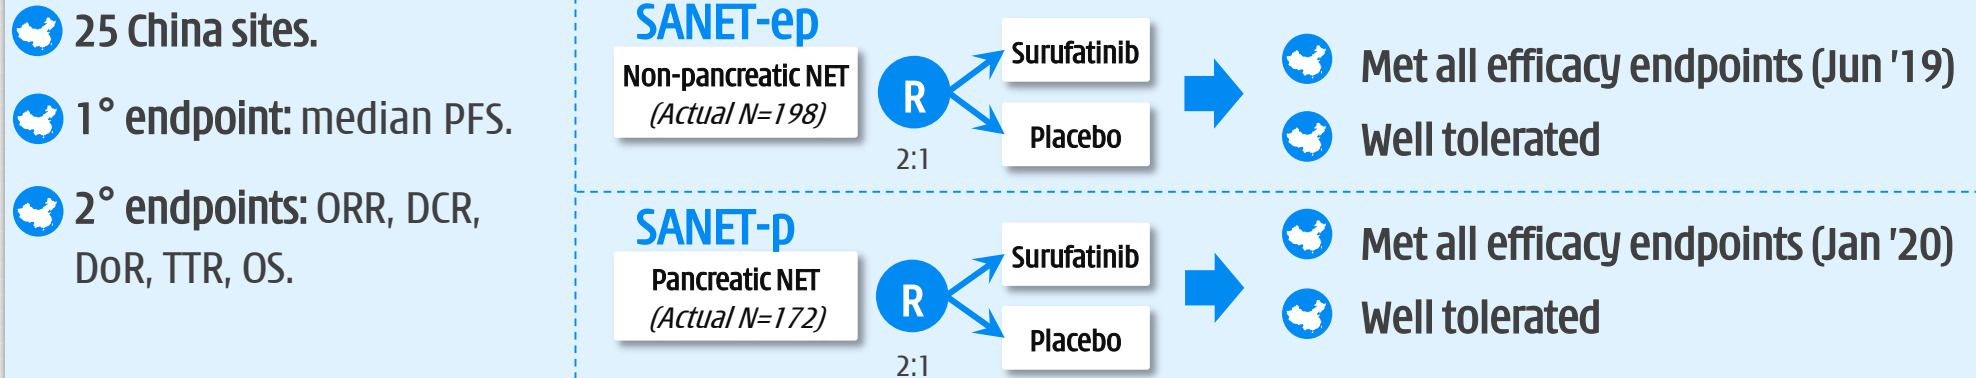 25 China sites.
1° endpoint: median PFS.
2° endpoints: ORR, DCR,
DoR, TTR, OS.
SANET-ep
Non-pancreatic NET
(Actual N=198)
R
2:1
Surufatinib
Placebo
Met all efficacy endpoints (Jun '19)
Well tolerated
SANET-p
Pancreatic NET
(Actual N=172)
R
2:1
Surufatinib
Placebo
Met all efficacy endpoints (Jan '20)
Well tolerated